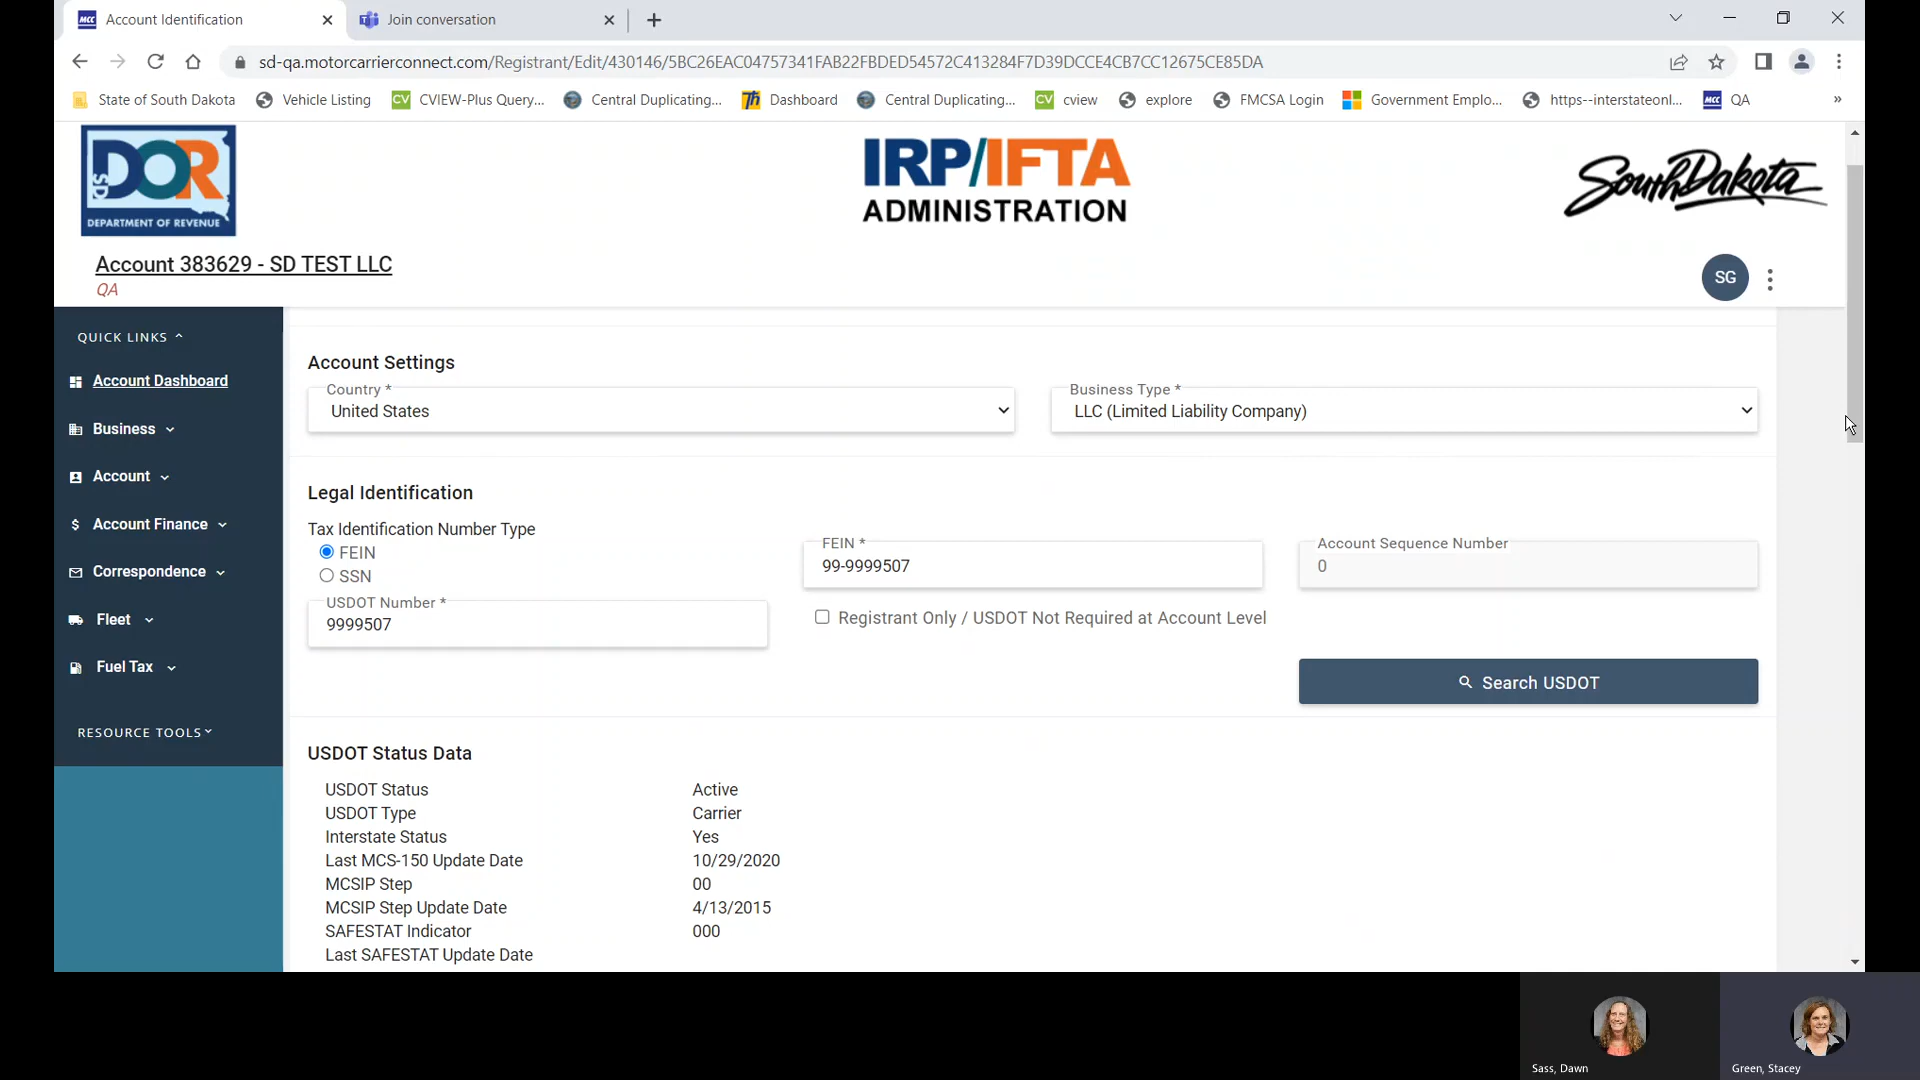 Account Identification
Join conversation
sd-qa.motorcarrierconnect.com/Registrant/Edit/430146/5BC26EAC04757341FAB22FBDED54572C413284F7D39DCCE4CB7CC12675CE85DA
State of South Dakota Vehicle Listing CVIEW-Plus Query... Central Duplicating... Dashboard Central Duplicating... cview explore FMCSA Login Government Emplo... https--interstateonl... QA
SD DOR
DEPARTMENT OF REVENUE
IRP/IFTA
ADMINISTRATION
South Dakota
Account 383629 - SD TEST LLC
QA
SG
QUICK LINKS
Account Dashboard
Business
Account
Account Finance
Correspondence
Fleet
Fuel Tax
RESOURCE TOOLS
Account Settings
Country *
United States
Business Type *
LLC (Limited Liability Company)
Legal Identification
Tax Identification Number Type
FEIN
SSN
FEIN *
99-9999507
Account Sequence Number
0
USDOT Number *
9999507
Registrant Only / USDOT Not Required at Account Level
Search USDOT
USDOT Status Data
USDOT Status Active
USDOT Type Carrier
Interstate Status Yes
Last MCS-150 Update Date 10/29/2020
MCSIP Step 00
MCSIP Step Update Date 4/13/2015
SAFESTAT Indicator 000
Last SAFESTAT Update Date
Sass, Dawn
Green, Stacey